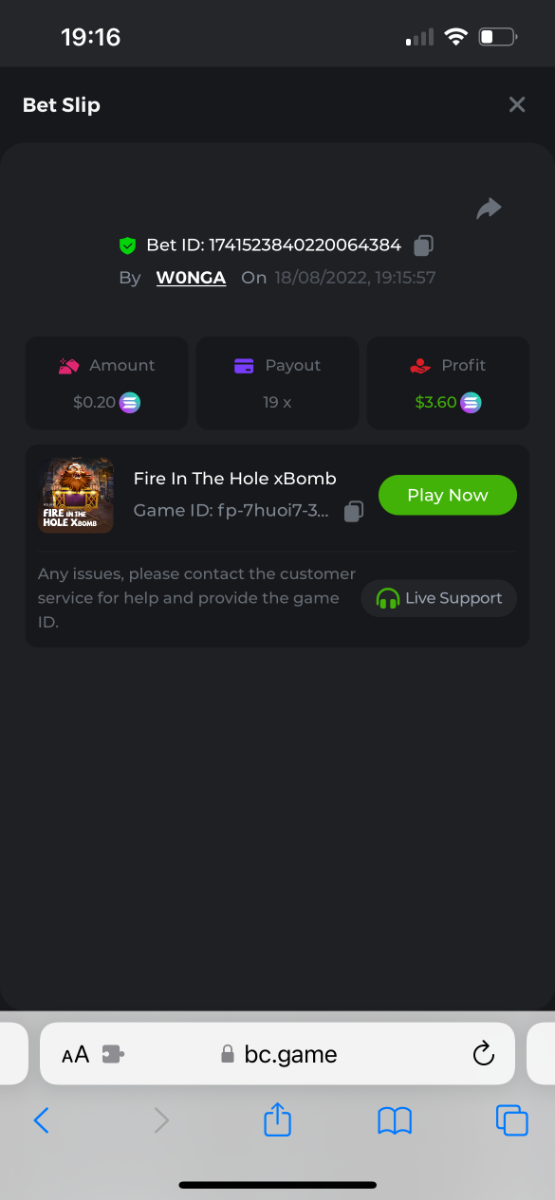 19:16
Bet Slip
Bet ID: 1741523840220064384
By W0NGA On 18/08/2022, 19:15:57
Amount
$0.20
Payout
19 x
Profit
$3.60
FIRE IN THE
HOLE XBOMB
Fire In The Hole xBomb
Game ID: fp-7huoi7-3...
Play Now
Any issues, please contact the customer
service for help and provide the game
ID.
Live Support
AA
bc.game